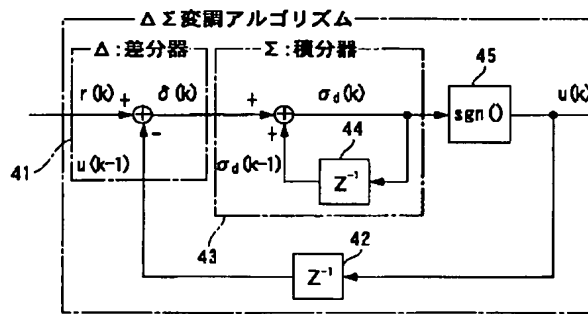 ΔΣ変調アルゴリズム
Δ:差分器
Σ:積分器
45
r(k)
+
δ(k)
+
σd(k)
sgn()
u(k)
-
+
44
41
u(k-1)
σd(k-1)
Z⁻¹
43
42
Z⁻¹